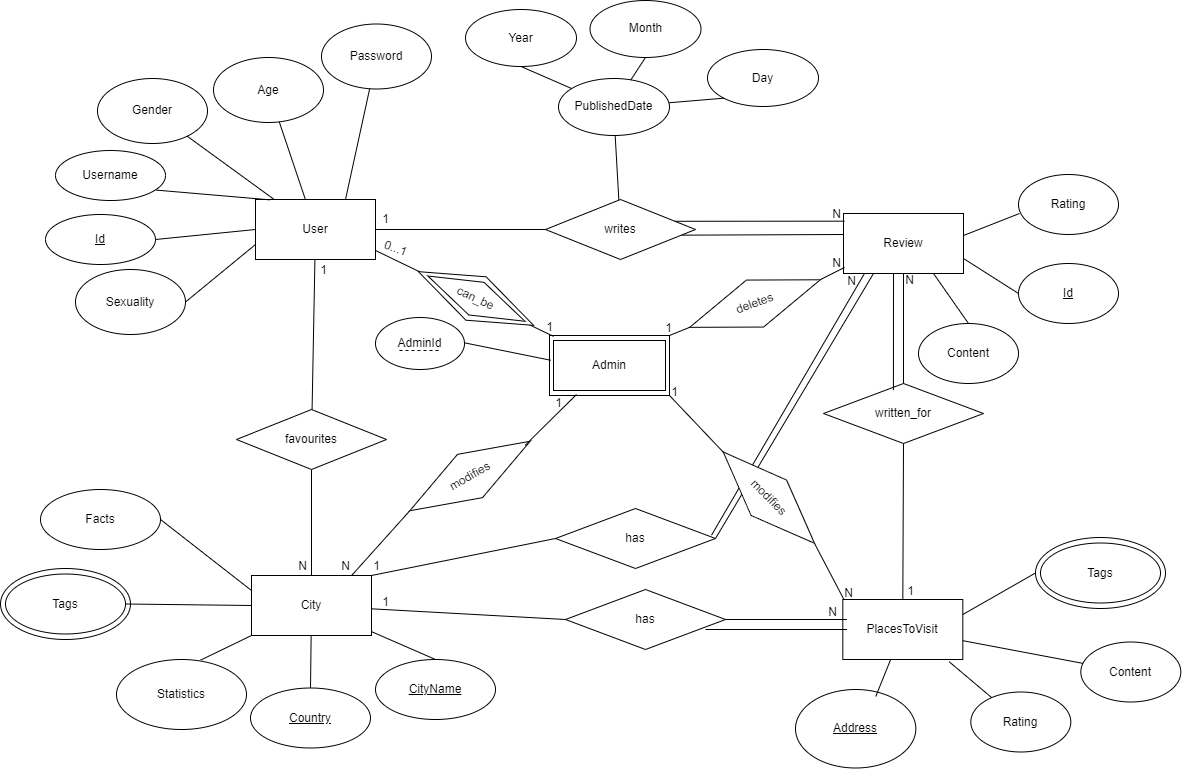 Year
Month
Password
Day
Age
PublishedDate
Gender
Username
Rating
1
N
User
writes
Review
Id
0...1
N
1
N
N
Id
Sexuality
can_be
deletes
1
1
AdminId
Content
Admin
1
1
written_for
favourites
modifies
modifies
Facts
has
N
N
1
1
N
Tags
City
1
has
N
Tags
PlacesToVisit
Content
Statistics
CityName
Country
Rating
Address